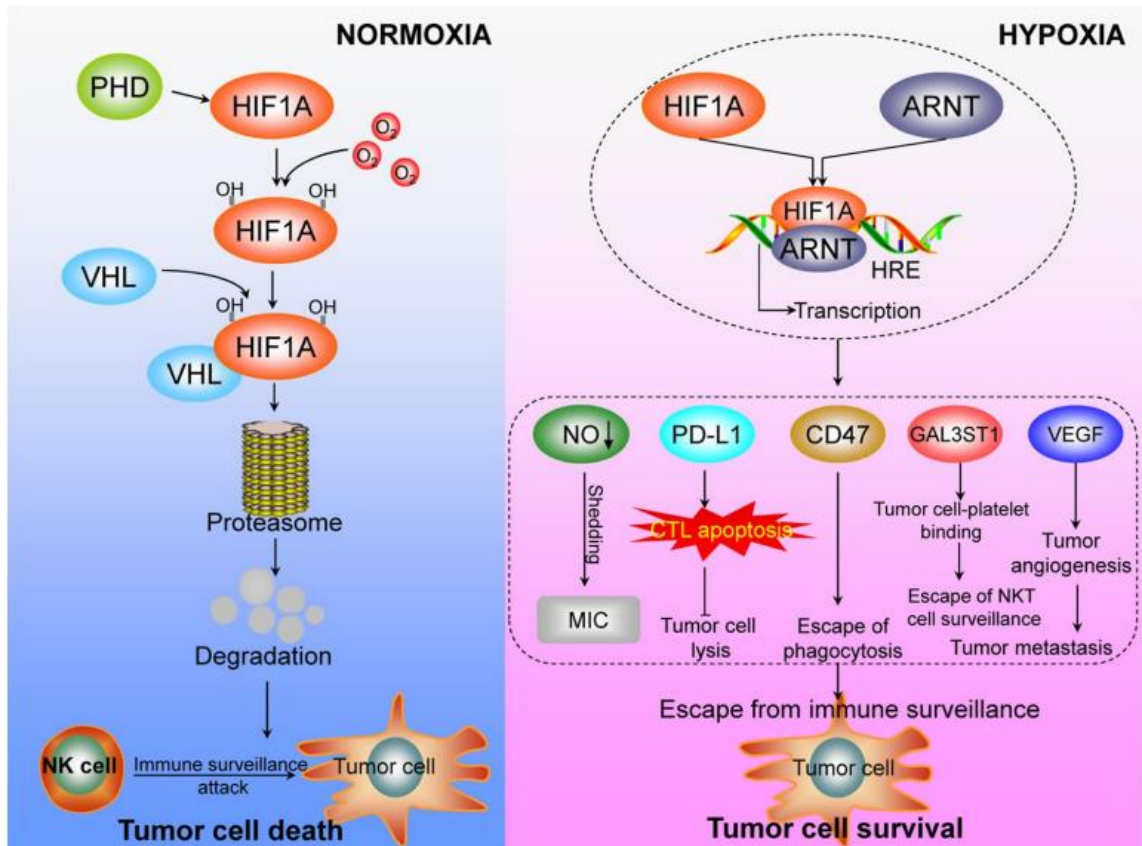 NORMOXIA
PHD
HIF1A
O2
O2
O2
OH
OH
HIF1A
VHL
OH
OH
HIF1A
VHL
Proteasome
Degradation
NK cell
Immune surveillance
attack
Tumor cell
Tumor cell death
HYPOXIA
HIF1A
ARNT
HIF1A
ARNT
HRE
Transcription
NO
PD-L1
CD47
GAL3ST1
VEGF
Shedding
CTL apoptosis
Tumor cell-platelet
binding
Tumor
angiogenesis
MIC
Tumor cell
lysis
Escape of
phagocytosis
Escape of NKT
cell surveillance
Tumor metastasis
Escape from immune surveillance
Tumor cell
Tumor cell survival